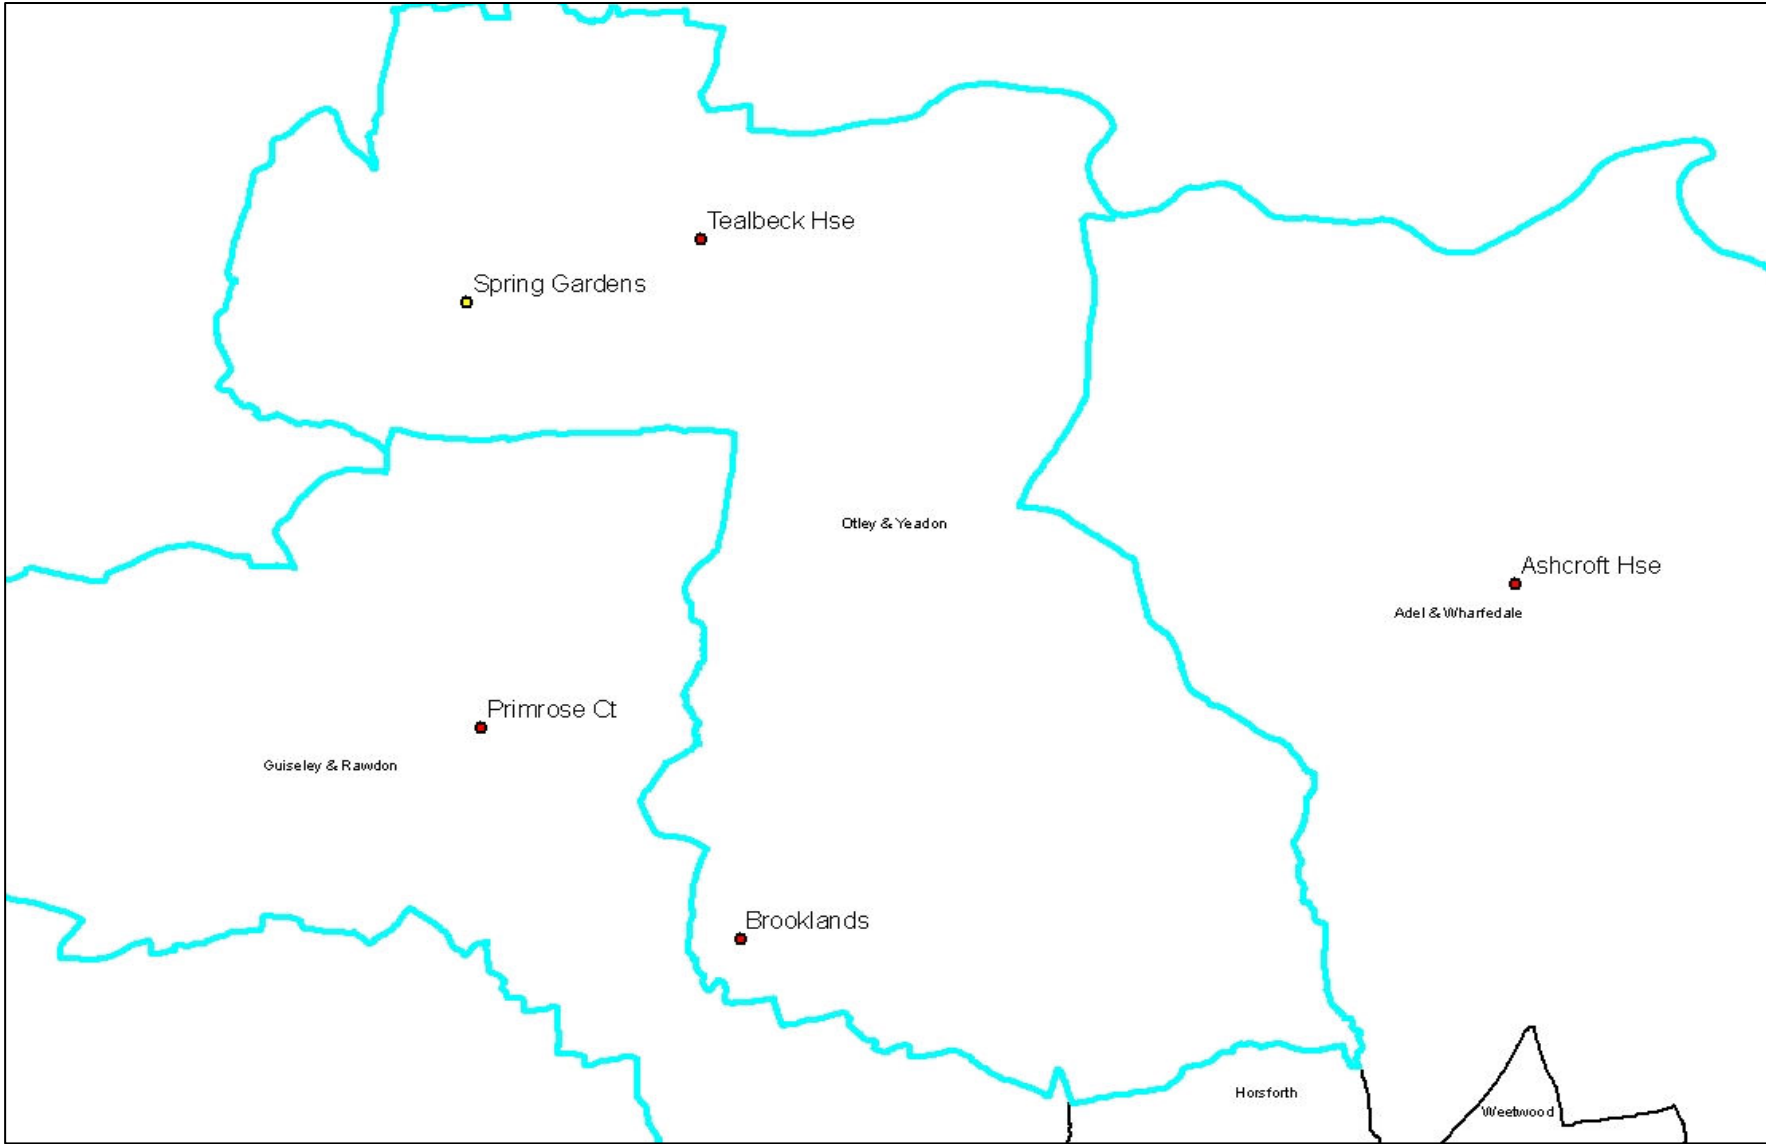 Tealbeck Hse
Spring Gardens
Otley & Yeadon
Ashcroft Hse
Adel & Wharfedale
Primrose Ct
Guiseley & Rawdon
Brooklands
Horsforth
Weetwood